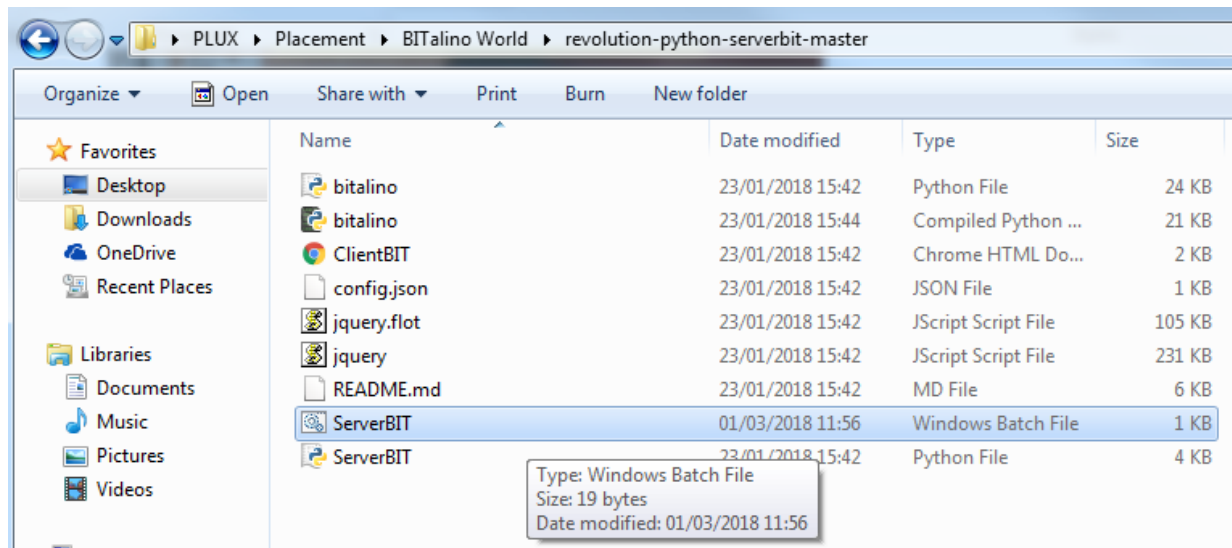 PLUX Placement BITalino World revolution-python-serverbit-master
Organize Open Share with Print Burn New folder
Favorites
Desktop
Downloads
OneDrive
Recent Places
Libraries
Documents
Music
Pictures
Videos
Name Date modified Type Size
bitalino 23/01/2018 15:42 Python File 24 KB
bitalino 23/01/2018 15:44 Compiled Python ... 21 KB
ClientBIT 23/01/2018 15:42 Chrome HTML Do... 2 KB
config.json 23/01/2018 15:42 JSON File 1 KB
jquery.flot 23/01/2018 15:42 JScript Script File 105 KB
jquery 23/01/2018 15:42 JScript Script File 231 KB
README.md 23/01/2018 15:42 MD File 6 KB
ServerBIT 01/03/2018 11:56 Windows Batch File 1 KB
ServerBIT 23/01/2018 15:42 Python File 4 KB
Type: Windows Batch File
Size: 19 bytes
Date modified: 01/03/2018 11:56